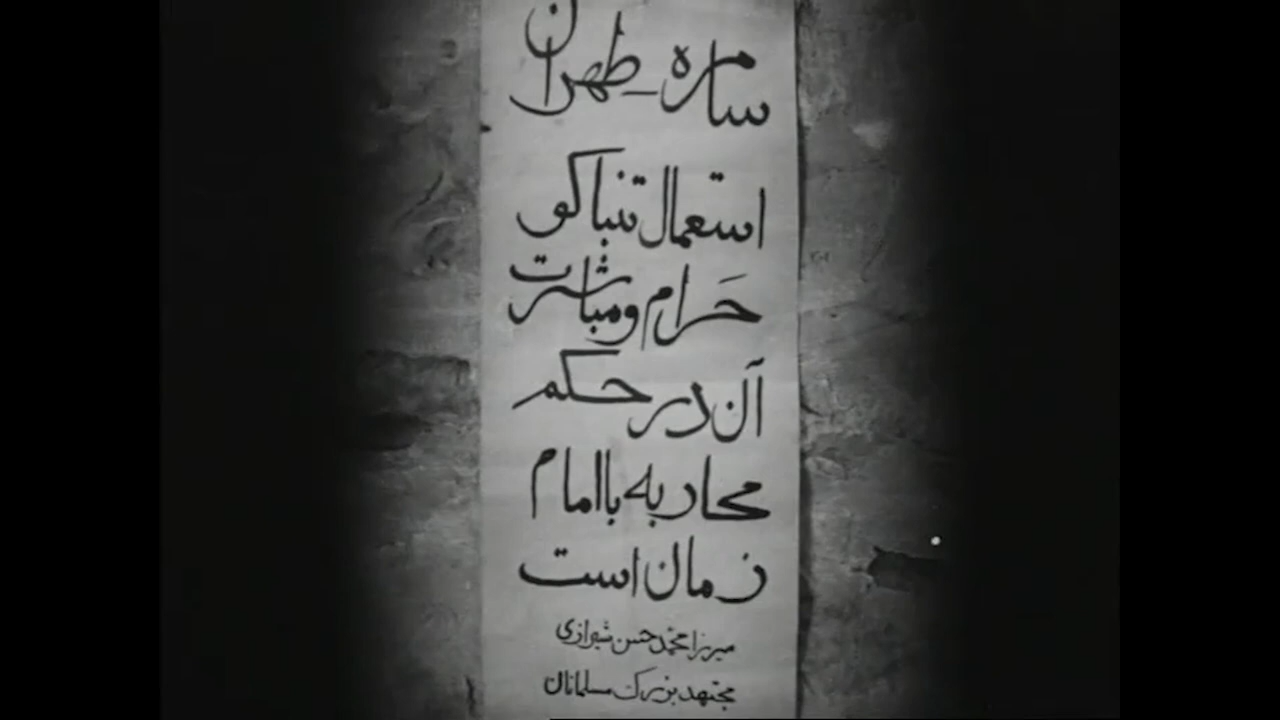 سامره - طهران
استعمال تنباکو
حَرام و مباشرت
آن در حکم
محاربه با امام
زمان است
میرزا محمد حسن شیرازی
مجتهد بزرگ مسلمانان